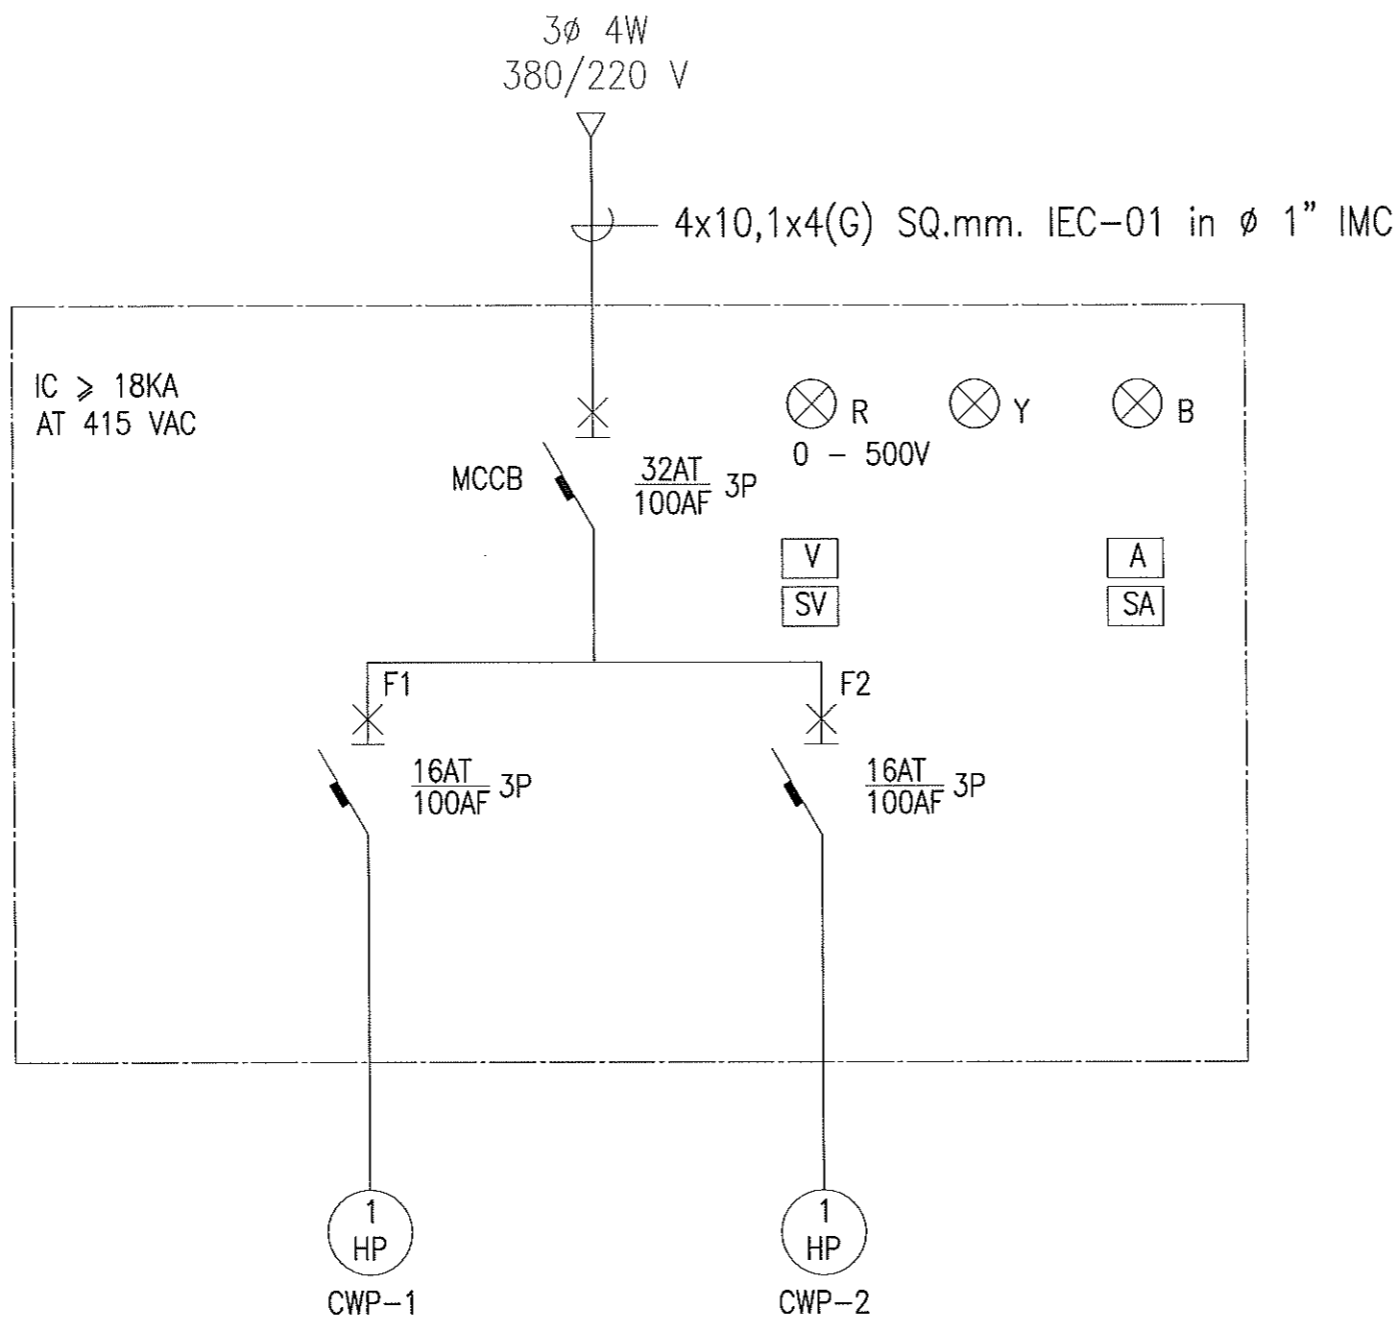 3ø 4W
380/220 V
4x10,1x4(G) SQ.mm. IEC-01 in ø 1" IMC
IC ⩾ 18KA
AT 415 VAC
R
Y
B
0 - 500V
MCCB
32AT
100AF 3P
V
A
SV
SA
F1
F2
16AT
100AF 3P
16AT
100AF 3P
1
HP
CWP-1
1
HP
CWP-2